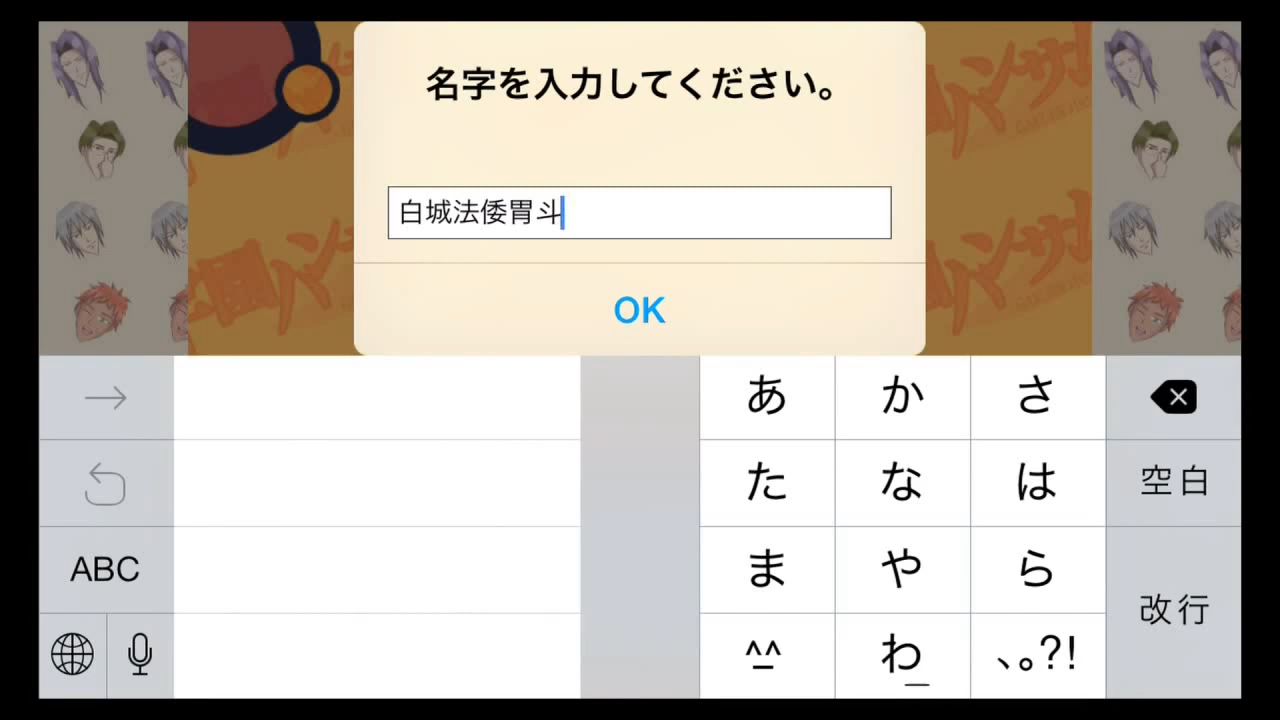 名字を入力してください。
白城法倭胃斗
OK
→ あ か さ
た な は 空白
ABC ま や ら 改行
^_^ わ 、。?!